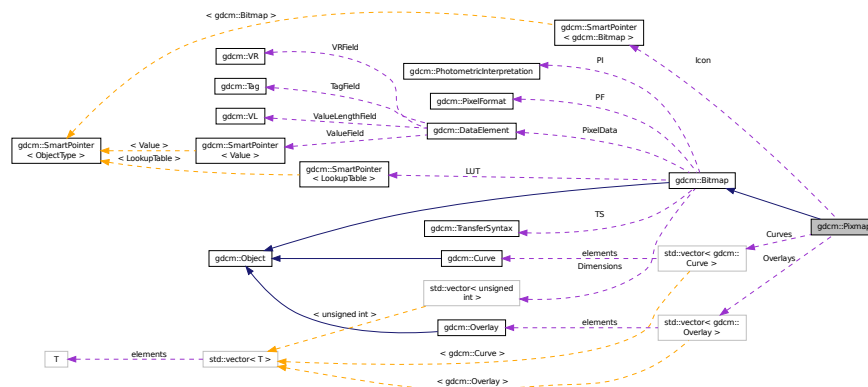 < gdcm::Bitmap >
gdcm::SmartPointer
< gdcm::Bitmap >
VRField
gdcm::VR
PI
Icon
gdcm::PhotometricInterpretation
TagField
gdcm::Tag
PF
gdcm::PixelFormat
ValueLengthField
gdcm::VL
gdcm::DataElement
PixelData
ValueField
gdcm::SmartPointer
< ObjectType >
< Value >
gdcm::SmartPointer
< Value >
< LookupTable >
gdcm::SmartPointer
< LookupTable >
LUT
gdcm::Bitmap
TS
gdcm::TransferSyntax
gdcm::Pixmap
Curves
gdcm::Object
gdcm::Curve
elements
std::vector< gdcm::
Curve >
Overlays
Dimensions
std::vector< unsigned
int >
< unsigned int >
gdcm::Overlay
elements
std::vector< gdcm::
Overlay >
T
elements
std::vector< T >
< gdcm::Curve >
< gdcm::Overlay >